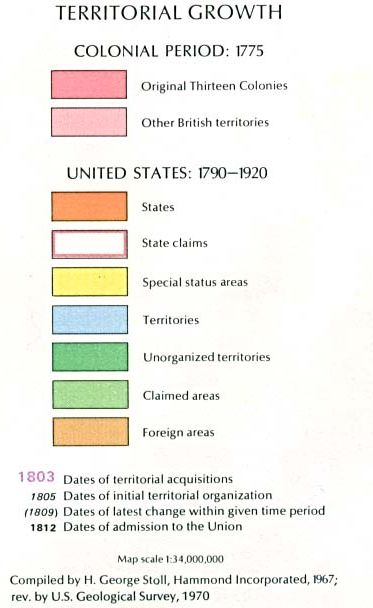 TERRITORIAL GROWTH
COLONIAL PERIOD: 1775
Original Thirteen Colonies
Other British territories
UNITED STATES: 1790–1920
States
State claims
Special status areas
Territories
Unorganized territories
Claimed areas
Foreign areas
1803 Dates of territorial acquisitions
1805 Dates of initial territorial organization
(1809) Dates of latest change within given time period
1812 Dates of admission to the Union
Map scale 1:34,000,000
Compiled by H. George Stoll, Hammond Incorporated, 1967;
rev. by U.S. Geological Survey, 1970